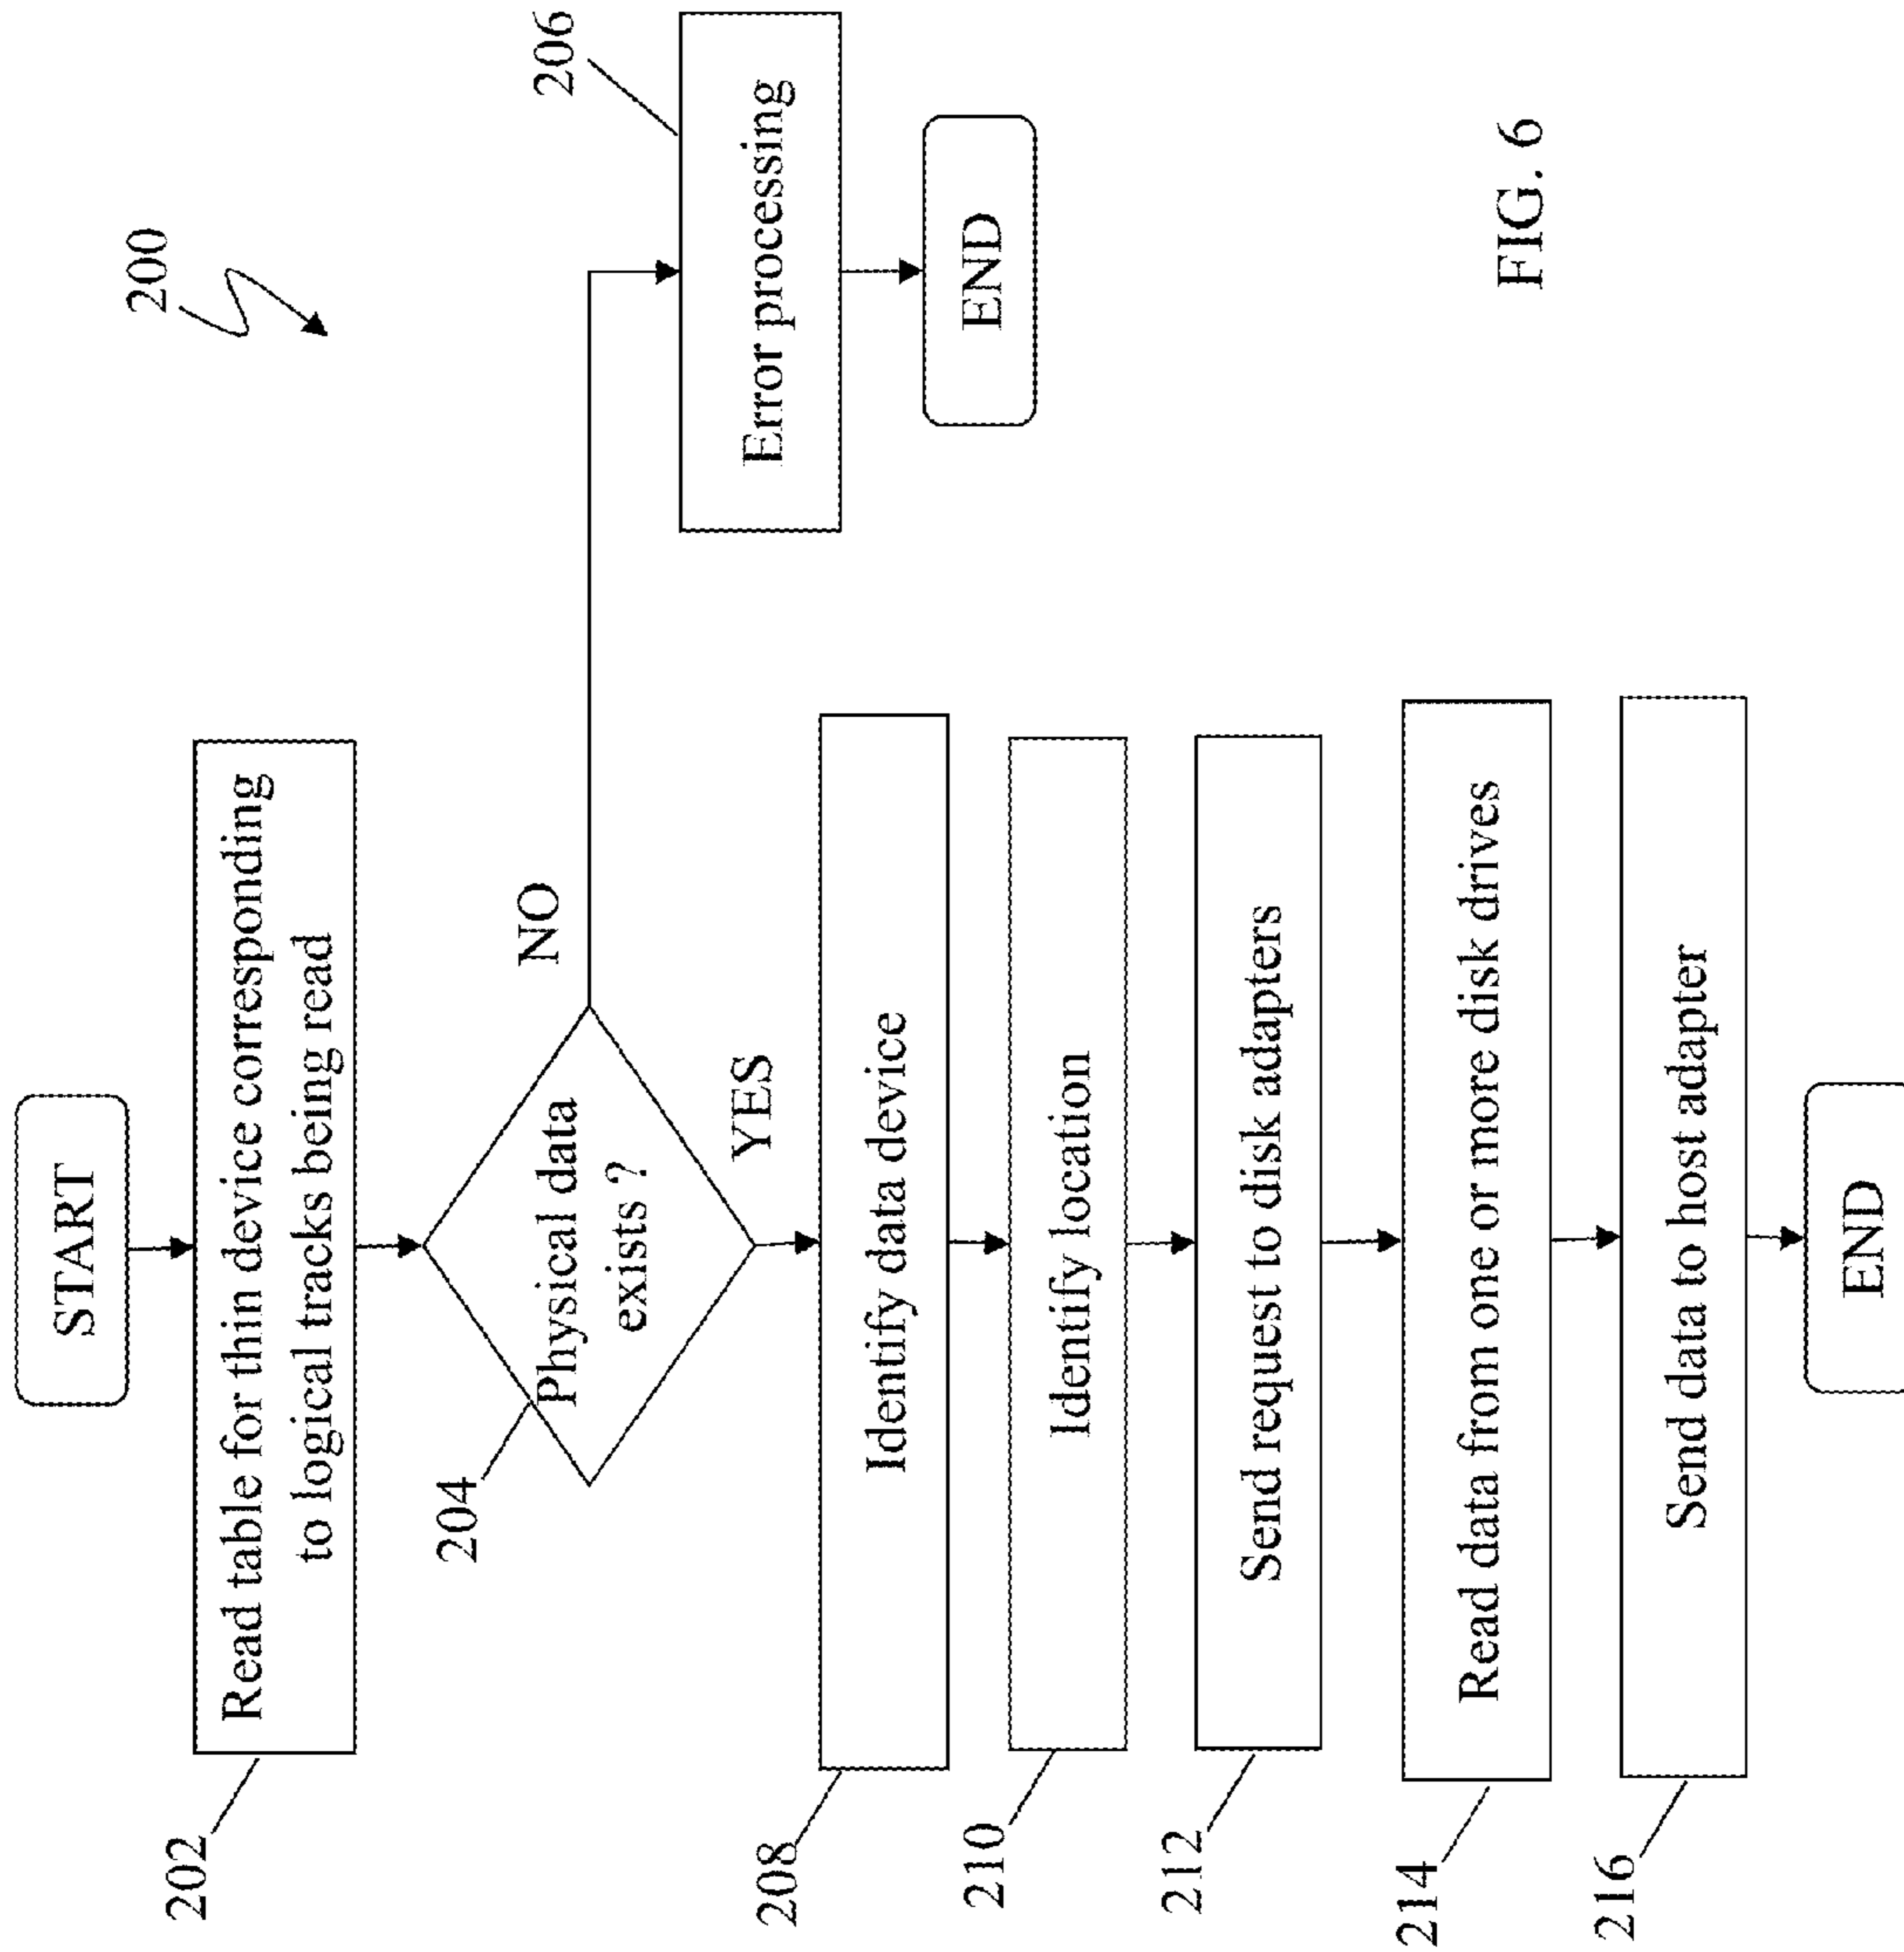 200
START
202
Read table for thin device corresponding
to logical tracks being read
204
Physical data
exists ?
NO
206
Error processing
END
YES
208
Identify data device
210
Identify location
212
Send request to disk adapters
214
Read data from one or more disk drives
216
Send data to host adapter
END
FIG. 6